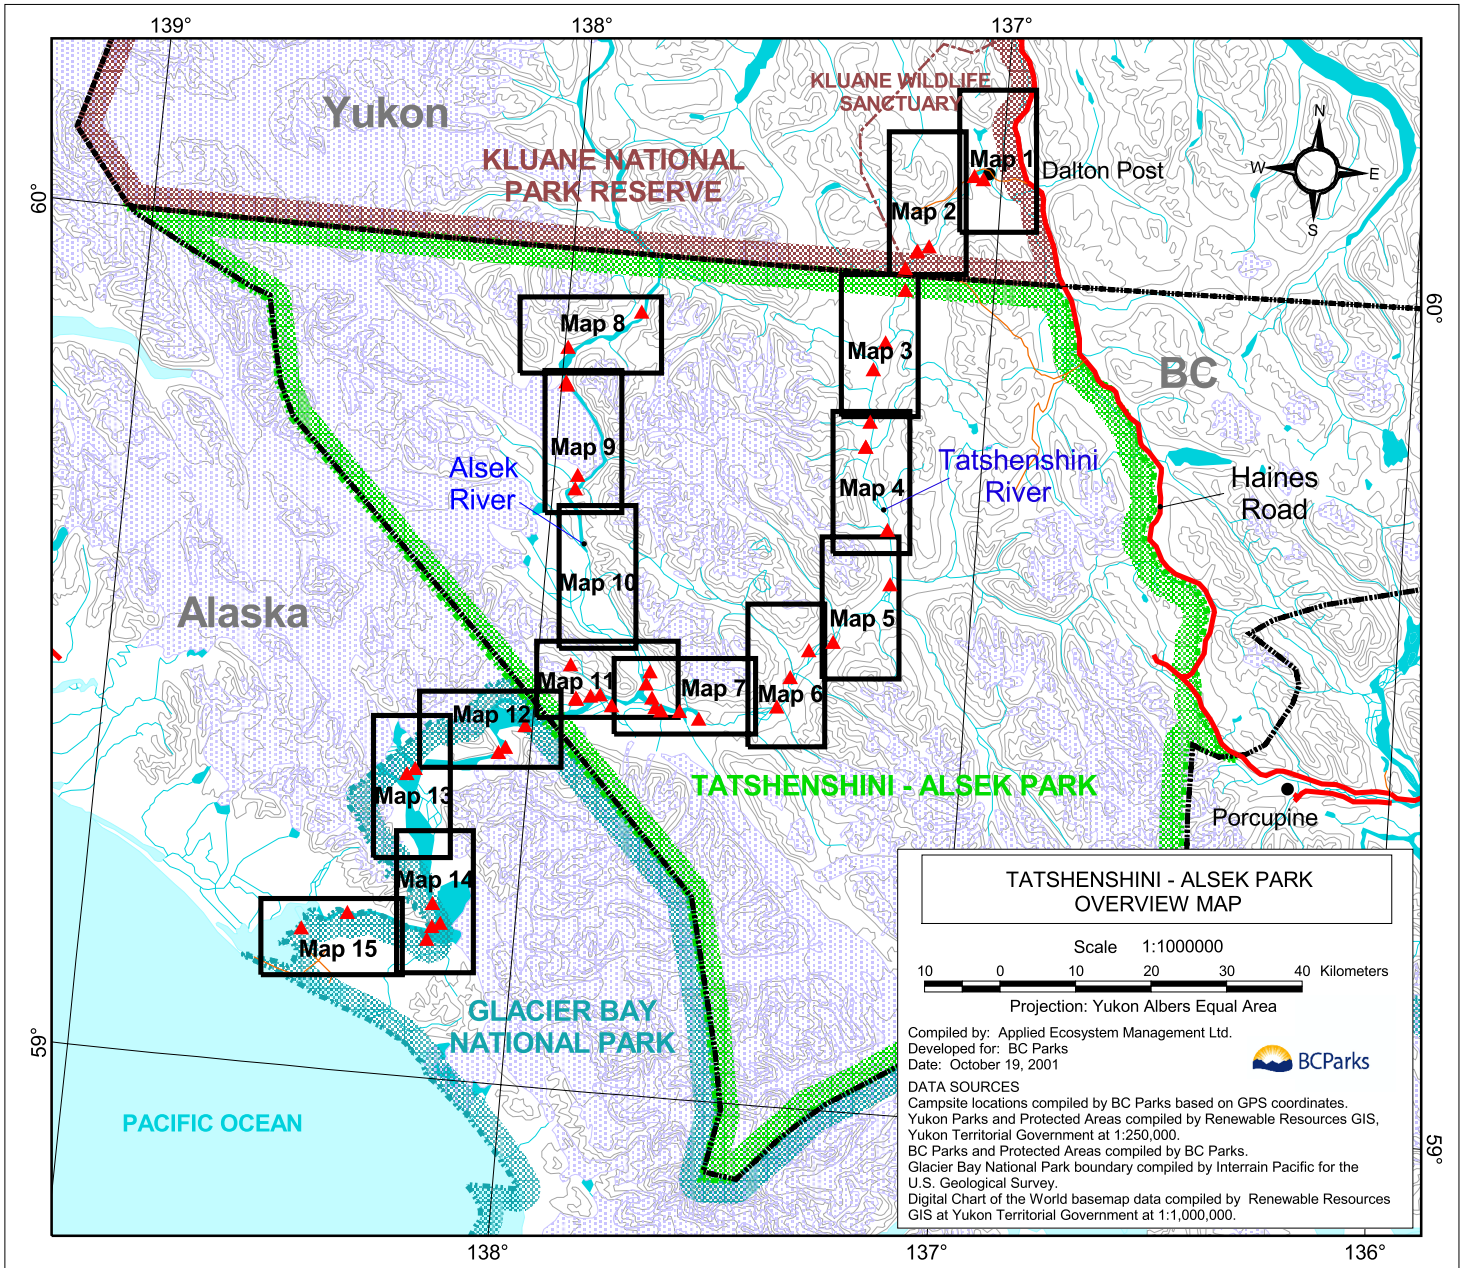 139°
138°
137°
KLUANE WILDLIFE
SANCTUARY
Yukon
KLUANE NATIONAL
PARK RESERVE
Map 1
Dalton Post
N
W
E
S
60°
Map 2
60°
Map 8
Map 3
BC
Map 9
Alsek
River
Tatshenshini
River
Map 4
Haines
Road
Map 10
Alaska
Map 5
Map 11
Map 7
Map 6
Map 12
TATSHENSHINI - ALSEK PARK
Map 13
Porcupine
Map 14
Map 15
GLACIER BAY
NATIONAL PARK
59°
PACIFIC OCEAN
TATSHENSHINI - ALSEK PARK
OVERVIEW MAP
Scale 1:1000000
10 0 10 20 30 40 Kilometers
Projection: Yukon Albers Equal Area
Compiled by: Applied Ecosystem Management Ltd.
Developed for: BC Parks
Date: October 19, 2001
BCParks
DATA SOURCES
Campsite locations compiled by BC Parks based on GPS coordinates.
Yukon Parks and Protected Areas compiled by Renewable Resources GIS,
Yukon Territorial Government at 1:250,000.
BC Parks and Protected Areas compiled by BC Parks.
Glacier Bay National Park boundary compiled by Interrain Pacific for the
U.S. Geological Survey.
Digital Chart of the World basemap data compiled by Renewable Resources
GIS at Yukon Territorial Government at 1:1,000,000.
59°
138°
137°
136°